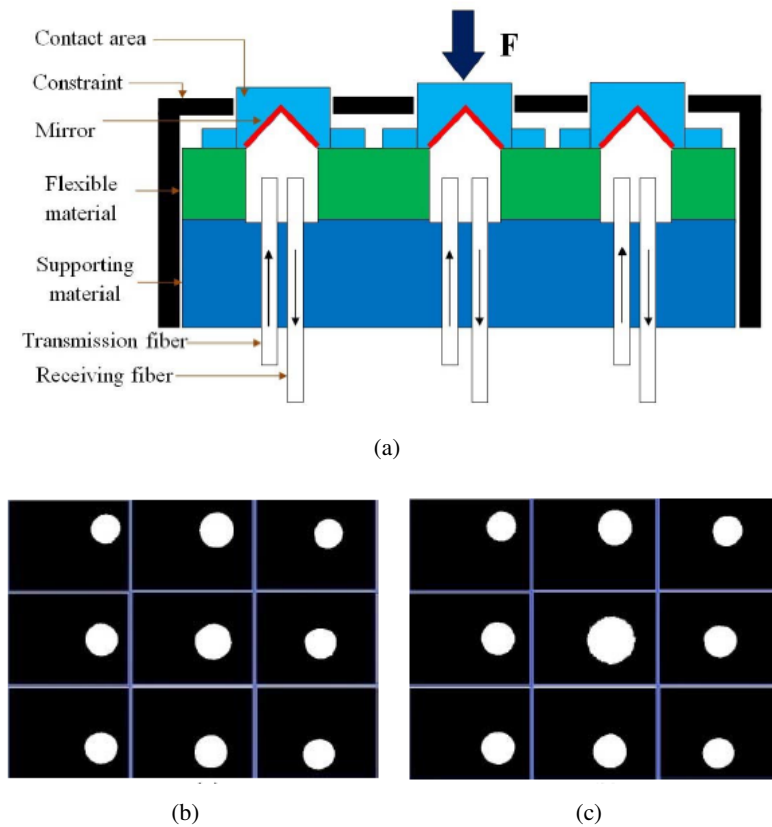 F
Contact area
Constraint
Mirror
Flexible
material
Supporting
material
Transmission fiber
Receiving fiber
(a)
(b)
(c)